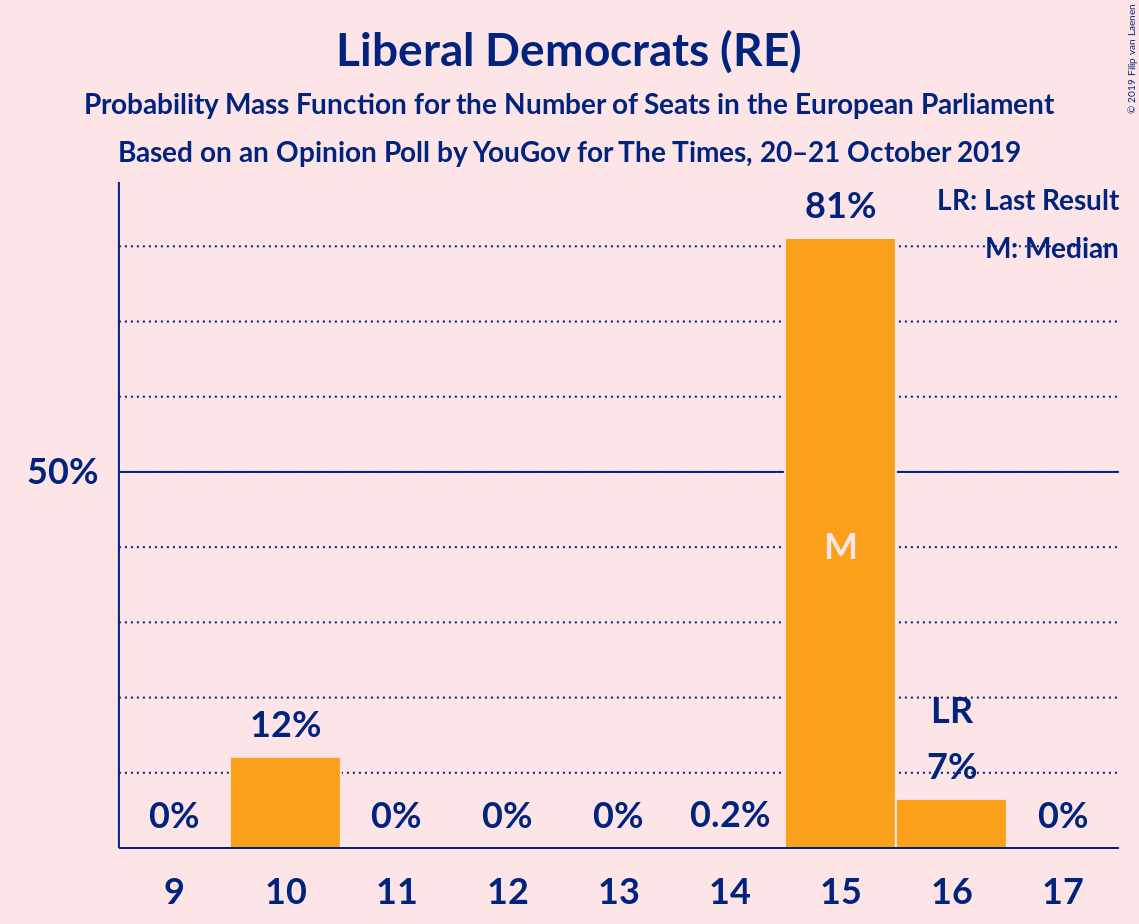 Liberal Democrats (RE)
Probability Mass Function for the Number of Seats in the European Parliament
Based on an Opinion Poll by YouGov for The Times, 20–21 October 2019
© 2019 Filip van Laenen
LR: Last Result
M: Median
81%
50%
M
LR
12%
7%
0%
0%
0%
0%
0.2%
0%
9 10 11 12 13 14 15 16 17